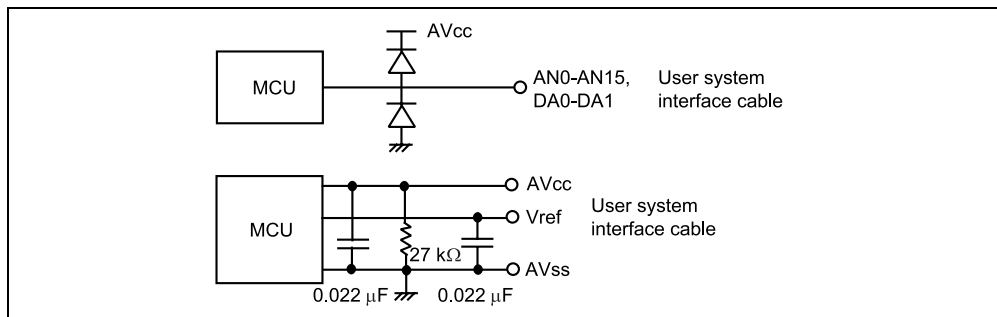 AVcc
MCU
AN0-AN15,
DA0-DA1
User system
interface cable
MCU
AVcc
Vref
User system
interface cable
27 kΩ
AVss
0.022 μF
0.022 μF